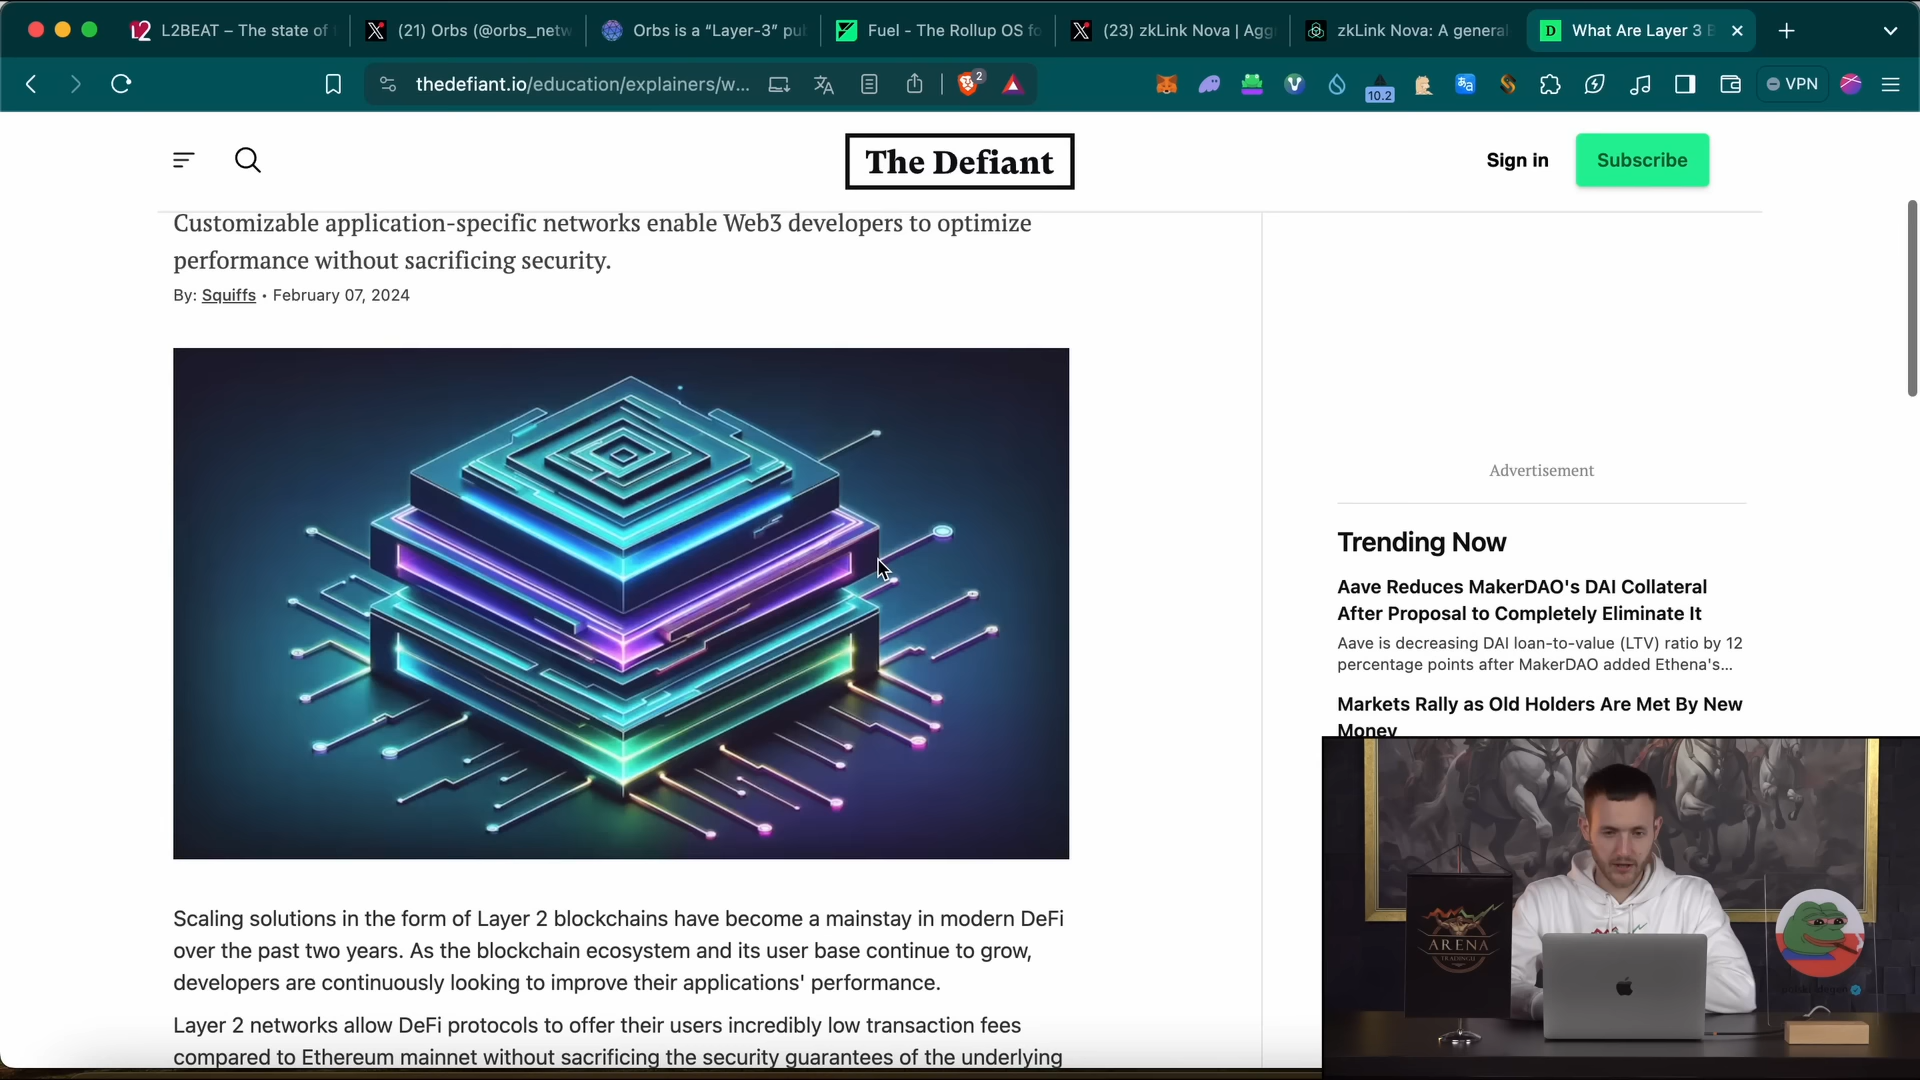 L2BEAT – The state of
(21) Orbs (@orbs_netw
Orbs is a “Layer-3” pub
Fuel - The Rollup OS fo
(23) zkLink Nova | Aggr
zkLink Nova: A general
D
What Are Layer 3 B
thedefiant.io/education/explainers/w...
2
10.2
VPN
The Defiant
Sign in
Subscribe
Customizable application-specific networks enable Web3 developers to optimize
performance without sacrificing security.
By: Squiffs • February 07, 2024
Advertisement
Trending Now
Aave Reduces MakerDAO's DAI Collateral
After Proposal to Completely Eliminate It
Aave is decreasing DAI loan-to-value (LTV) ratio by 12
percentage points after MakerDAO added Ethena's...
Markets Rally as Old Holders Are Met By New
Money
Scaling solutions in the form of Layer 2 blockchains have become a mainstay in modern DeFi
over the past two years. As the blockchain ecosystem and its user base continue to grow,
developers are continuously looking to improve their applications' performance.
Layer 2 networks allow DeFi protocols to offer their users incredibly low transaction fees
compared to Ethereum mainnet without sacrificing the security guarantees of the underlying
ARENA
TRADINGU